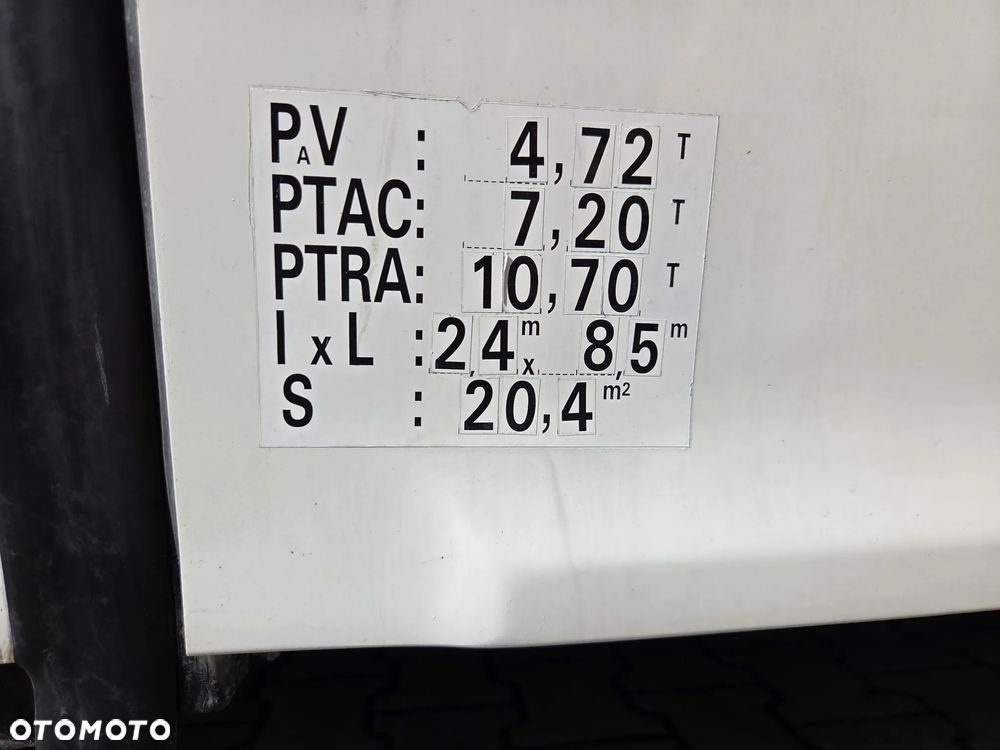 PAV : 4,72 T
PTAC: 7,20 T
PTRA: 10,70 T
l x L : 2,4 m x 8,5 m
S : 20,4 m²
OTOMOTO